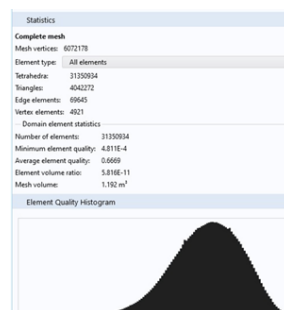 Statistics
Complete mesh
Mesh vertices: 6072178
Element type: All elements
Tetrahedra: 31350934
Triangles: 4042272
Edge elements: 69645
Vertex elements: 4921
Domain element statistics
Number of elements: 31350934
Minimum element quality: 4.811E-4
Average element quality: 0.6669
Element volume ratio: 5.816E-11
Mesh volume: 1.192 m³
Element Quality Histogram